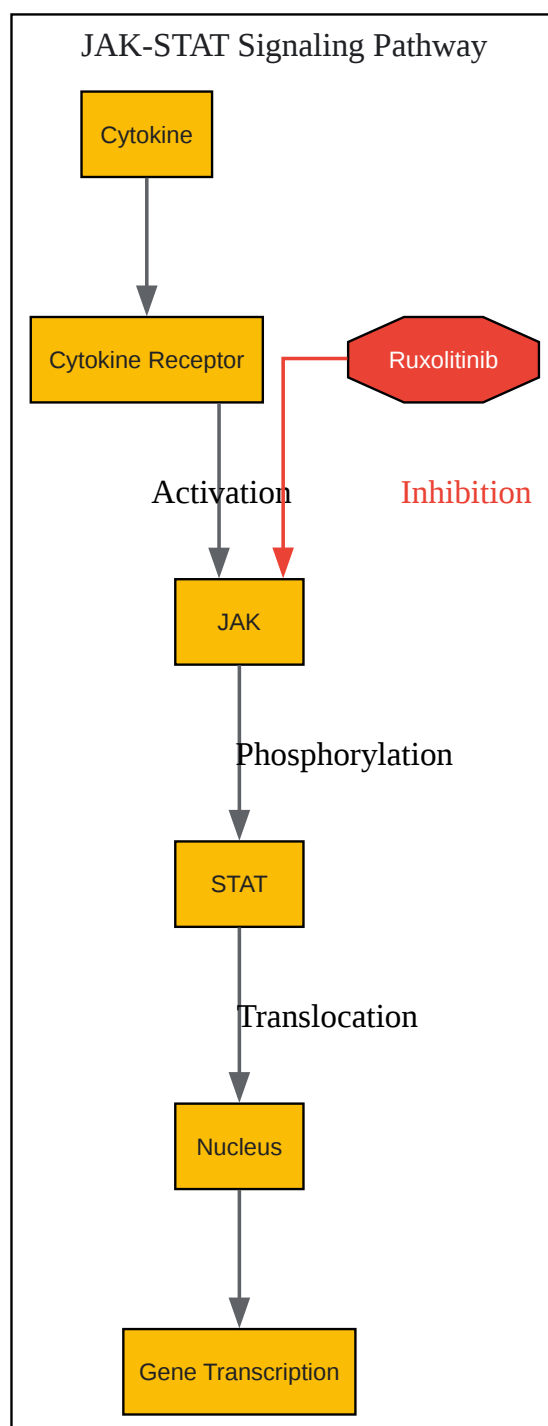 JAK-STAT Signaling Pathway
Cytokine
Cytokine Receptor
Ruxolitinib
Activation
Inhibition
JAK
Phosphorylation
STAT
Translocation
Nucleus
Gene Transcription